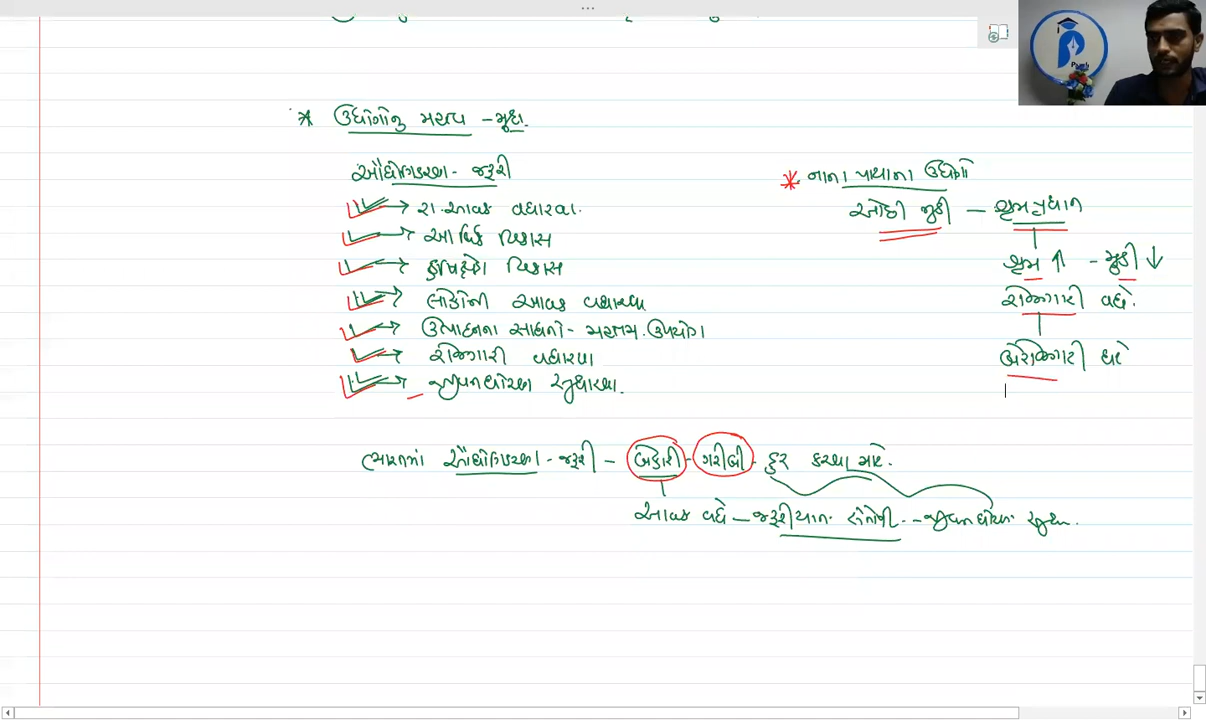 * ઉદ્યોગોનું મહત્વ - મુદ્દા.
ઔદ્યોગિકરણ - જરૂરી
→ રા. આવક વધારવા.
→ આર્થિક વિકાસ
→ કૃષિક્ષેત્રે વિકાસ
→ લોકોની આવક વધારવા
→ ઉત્પાદનના સાધનો - મહત્તમ ઉપયોગ
→ રોજગારી વધારવા
→ જીવનધોરણ સુધારવા.
* નાના પાયાના ઉદ્યોગો
ઓછી મૂડી - શ્રમપ્રધાન
શ્રમ ↑ - મૂડી ↓
રોજગારી વધે.
બેરોજગારી ઘટે
ભારતમાં ઔદ્યોગિકરણ - જરૂરી - બેકારી - ગરીબી - દુર કરવા માટે.
આવક વધે - જરૂરીયાત સંતોષી - જીવનધોરણ સુધરે.